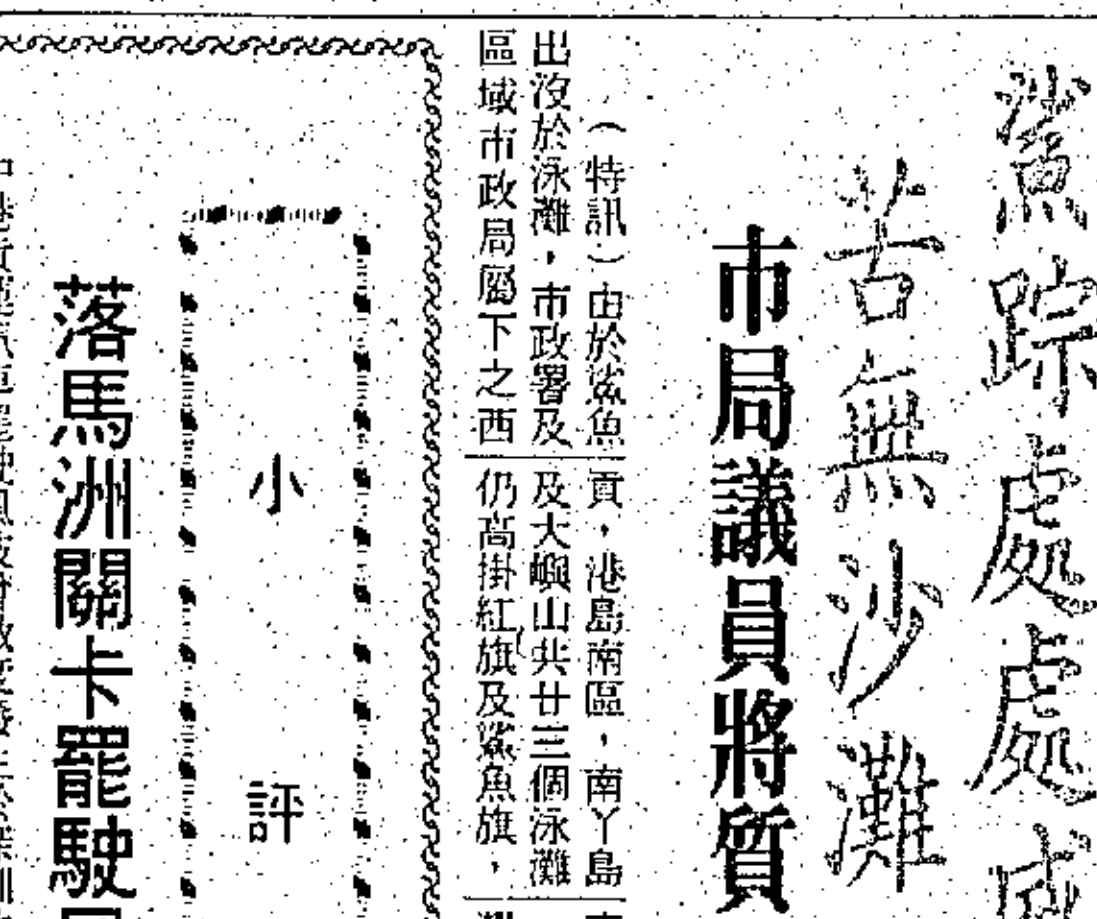 鯊踪處處
若無沙灘
市局議員將質
（特訊）由於鯊魚
出沒於泳灘，市政署及
區域市政局屬下之西
貢，港島南區，南丫島
及大嶼山共廿三個泳灘
仍高掛紅旗及鯊魚旗，
小評
落馬洲關卡罷駛